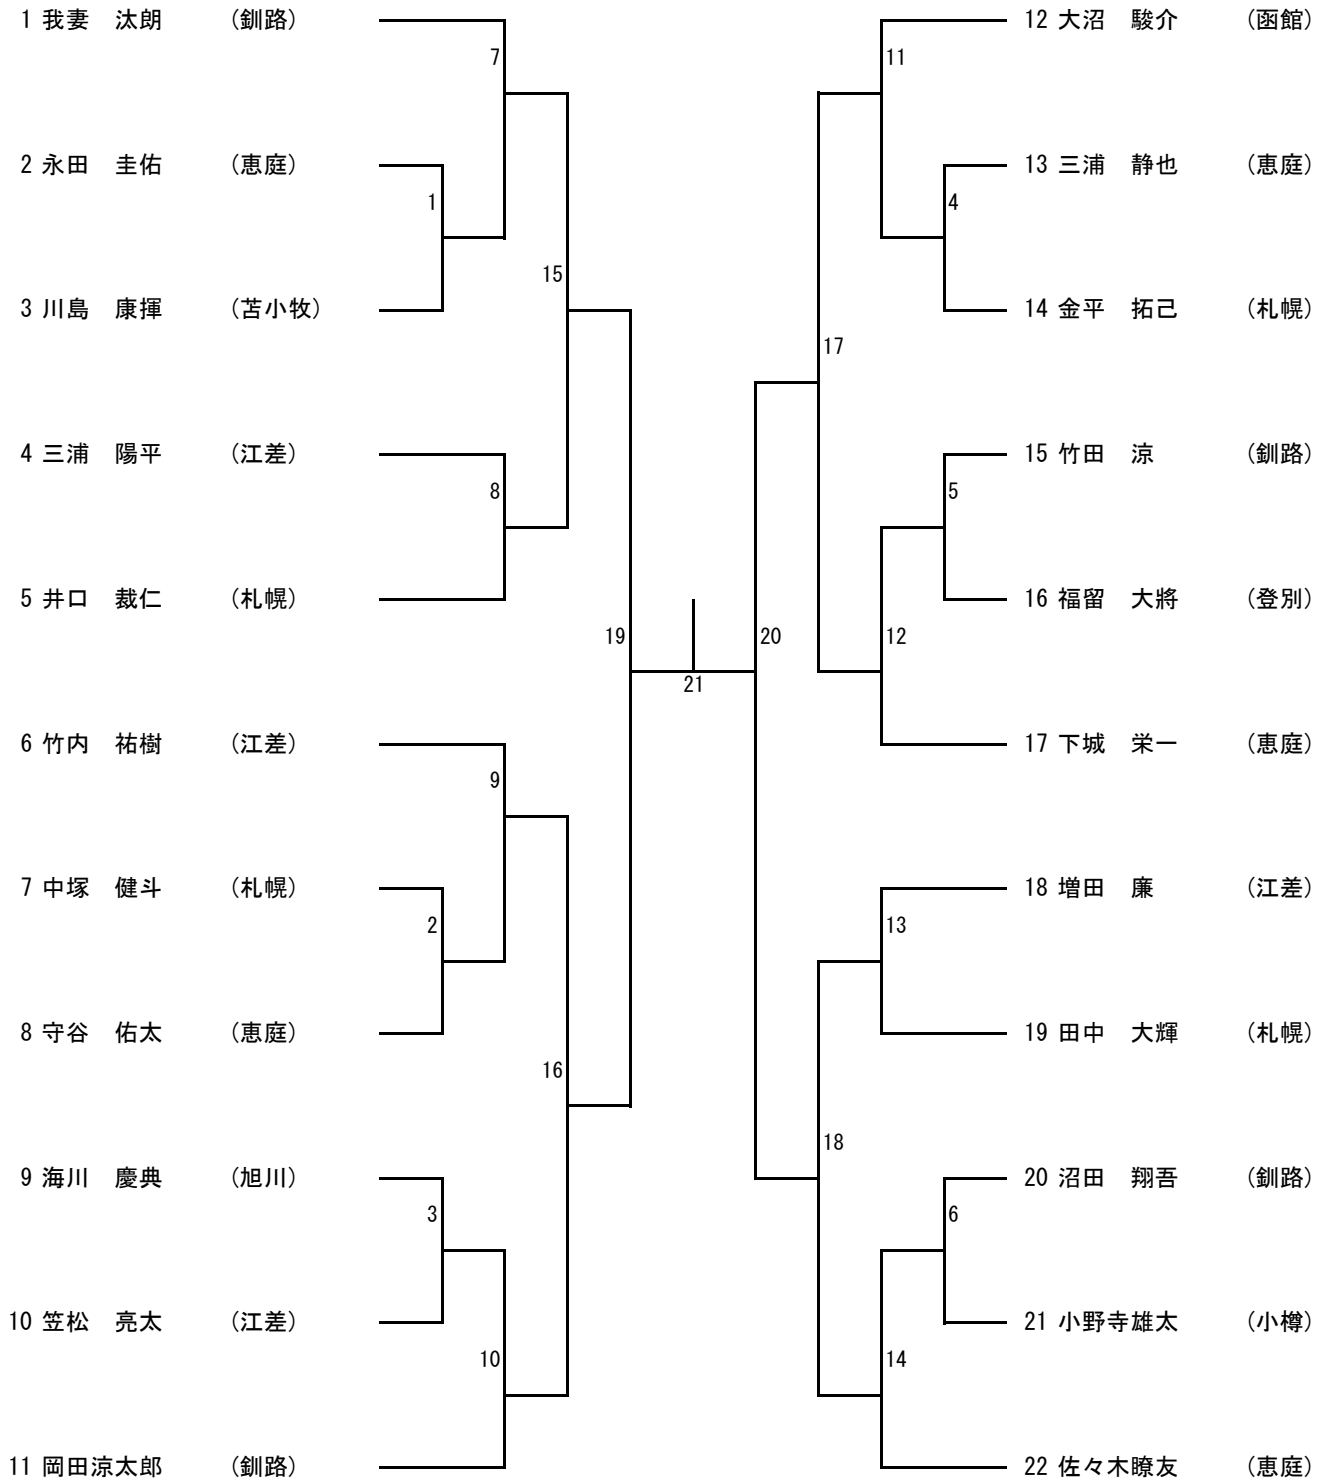 1 我妻　汰朗　（釧路）
7
2 永田　圭佑　（恵庭）
1
15
3 川島　康揮　（苫小牧）
4 三浦　陽平　（江差）
8
5 井口　裁仁　（札幌）
19
6 竹内　祐樹　（江差）
9
7 中塚　健斗　（札幌）
2
8 守谷　佑太　（恵庭）
16
9 海川　慶典　（旭川）
3
10 笠松　亮太　（江差）
10
11 岡田涼太郎　（釧路）
21
12 大沼　駿介　（函館）
11
13 三浦　静也　（恵庭）
4
14 金平　拓己　（札幌）
17
15 竹田　涼　（釧路）
5
16 福留　大將　（登別）
20
12
17 下城　栄一　（恵庭）
18 増田　廉　（江差）
13
19 田中　大輝　（札幌）
18
20 沼田　翔吾　（釧路）
6
21 小野寺雄太　（小樽）
14
22 佐々木瞭友　（恵庭）